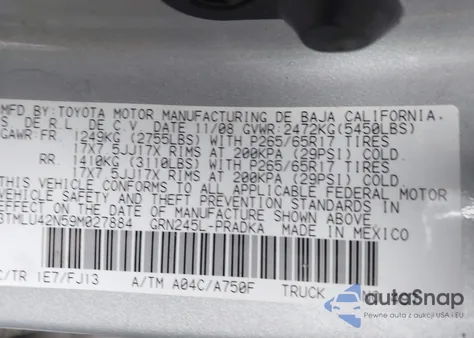 MFD BY: TOYOTA MOTOR MANUFACTURING DE BAJA CALIFORNIA,
S DE R.L. DE C.V. DATE 11/08 GVWR: 2472KG(5450LBS)
GAWR: FR. 1249KG (2755LBS) WITH P265/65R17 TIRES
17X7.5JJ17X RIMS AT 200KPA (29PSI) COLD.
RR. 1410KG (3110LBS) WITH P265/65R17 TIRES
17X7.5JJ17X RIMS AT 200KPA (29PSI) COLD.
THIS VEHICLE CONFORMS TO ALL APPLICABLE FEDERAL MOTOR
VEHICLE SAFETY AND THEFT PREVENTION STANDARDS IN
EFFECT ON THE DATE OF MANUFACTURE SHOWN ABOVE.
3TMLU42N59M027884 GRN245L-PRADKA MADE IN MEXICO
C/TR 1E7/FJ13 A/TM A04C/A750F TRUCK
autoSnap
Pewne auta z aukcji USA i EU